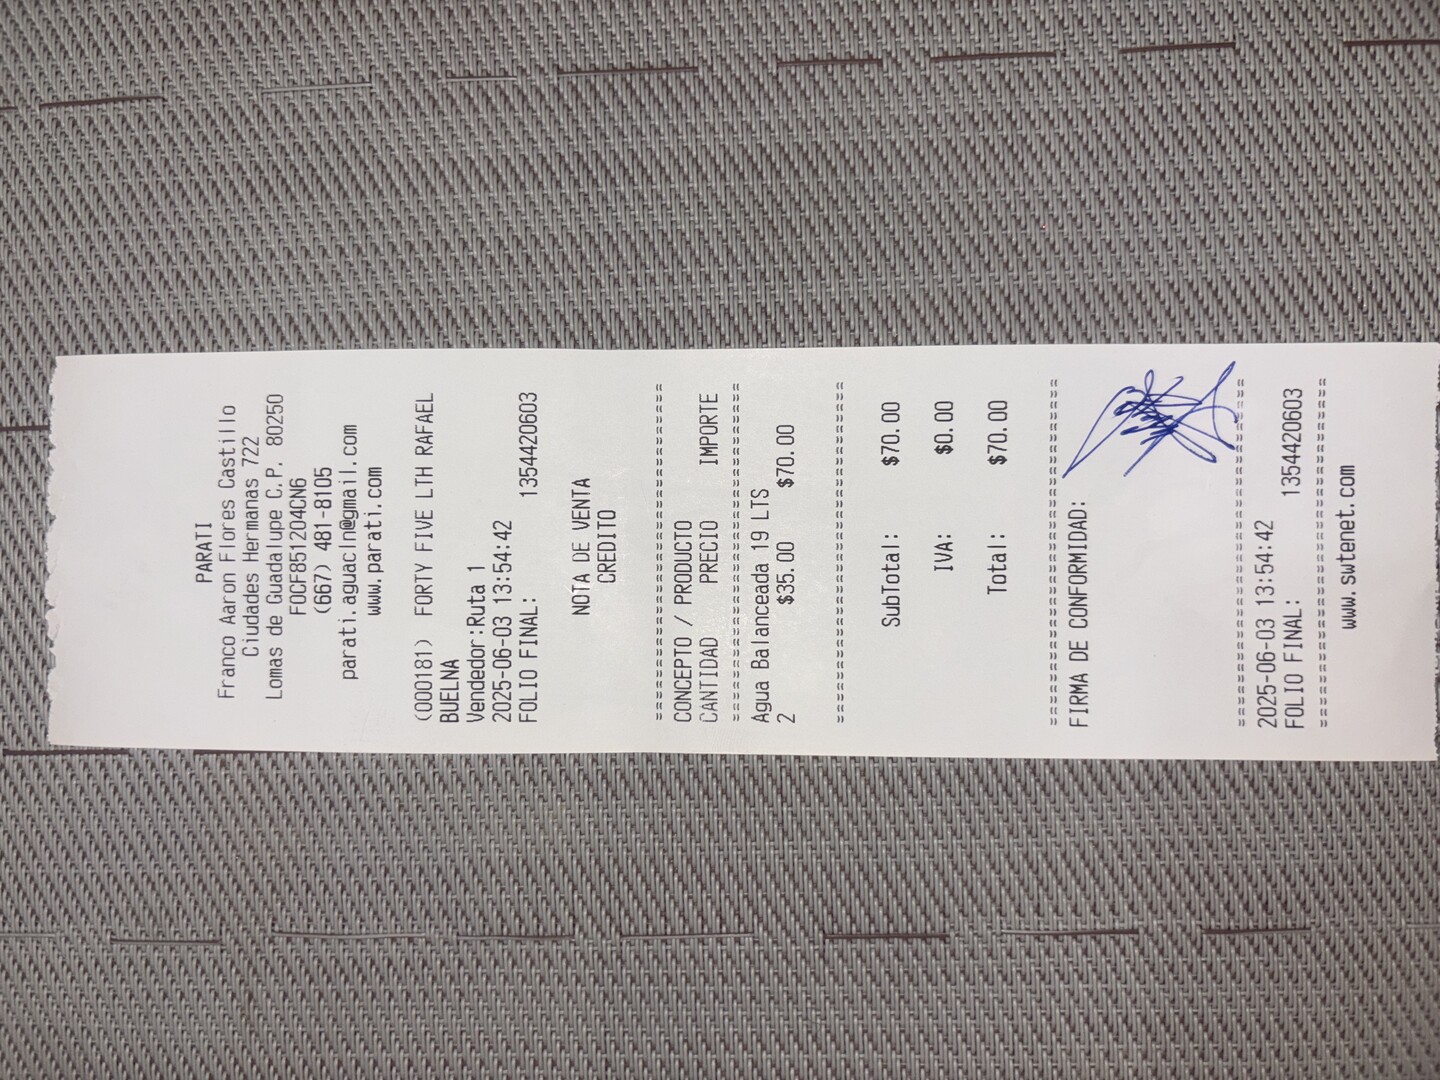 PARATI
Franco Aaron Flores Castillo
Ciudades Hermanas 722
Lomas de Guadalupe C.P. 80250
FOCF851204CN6
(667) 481-8105
parati.aguacln@gmail.com
www.parati.com
(000181) FORTY FIVE LTH RAFAEL
BUELNA
Vendedor:Ruta 1
2025-06-03 13:54:42
FOLIO FINAL: 1354420603
NOTA DE VENTA
CREDITO
================================
CONCEPTO / PRODUCTO
CANTIDAD PRECIO IMPORTE
================================
Agua Balanceada 19 LTS
2 $35.00 $70.00
================================
SubTotal: $70.00
IVA: $0.00
Total: $70.00
================================
FIRMA DE CONFORMIDAD:
================================
2025-06-03 13:54:42
FOLIO FINAL: 1354420603
================================
www.swtenet.com